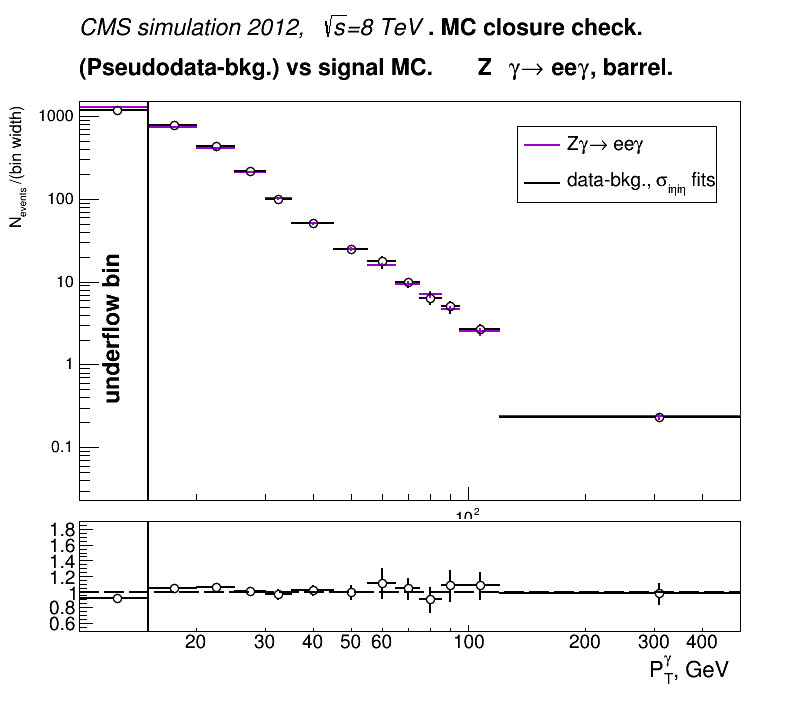 CMS simulation 2012, √s=8 TeV . MC closure check.
(Pseudodata-bkg.) vs signal MC. Z γ→ eeγ, barrel.
N_events /(bin width)
1000
100
10
1
0.1
underflow bin
Zγ→ eeγ
data-bkg., σ_iηiη fits
10²
1.8
1.6
1.4
1.2
1
0.8
0.6
20 30 40 50 60 100 200 300 400
P_T^γ, GeV